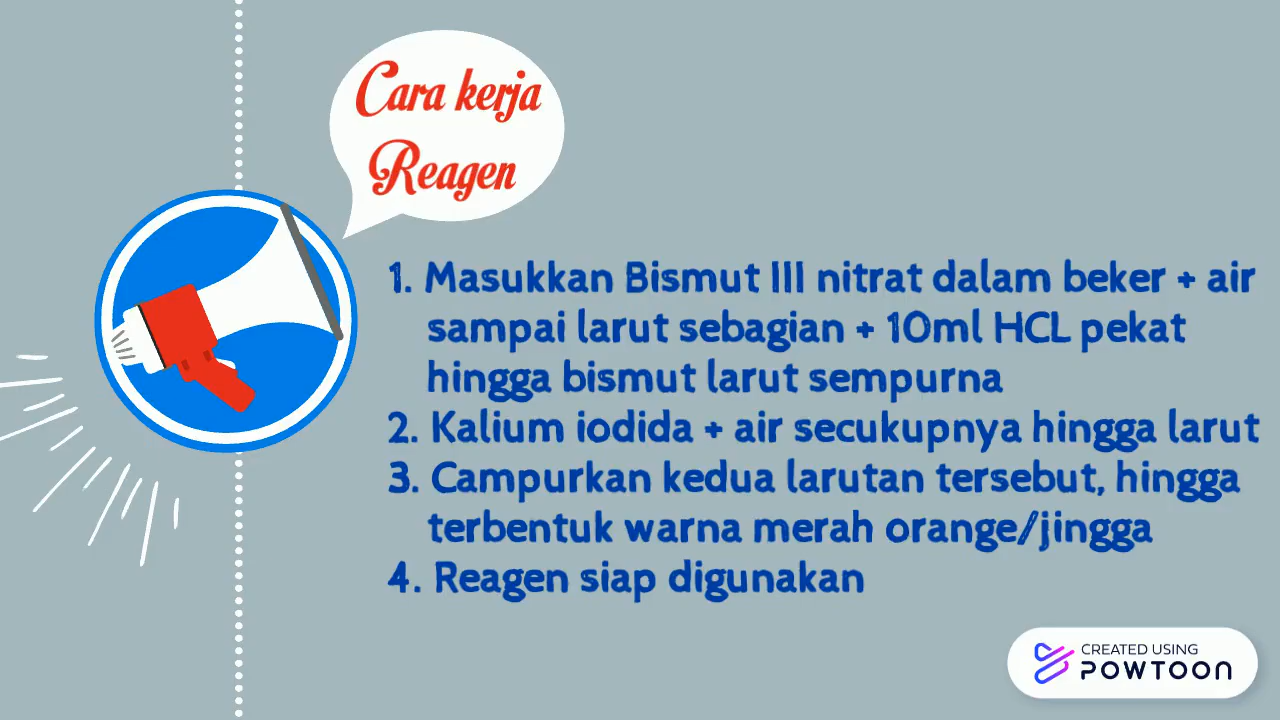 Cara kerja
Reagen
1. Masukkan Bismut III nitrat dalam beker + air
sampai larut sebagian + 10ml HCL pekat
hingga bismut larut sempurna
2. Kalium iodida + air secukupnya hingga larut
3. Campurkan kedua larutan tersebut, hingga
terbentuk warna merah orange/jingga
4. Reagen siap digunakan
CREATED USING
POWTOON